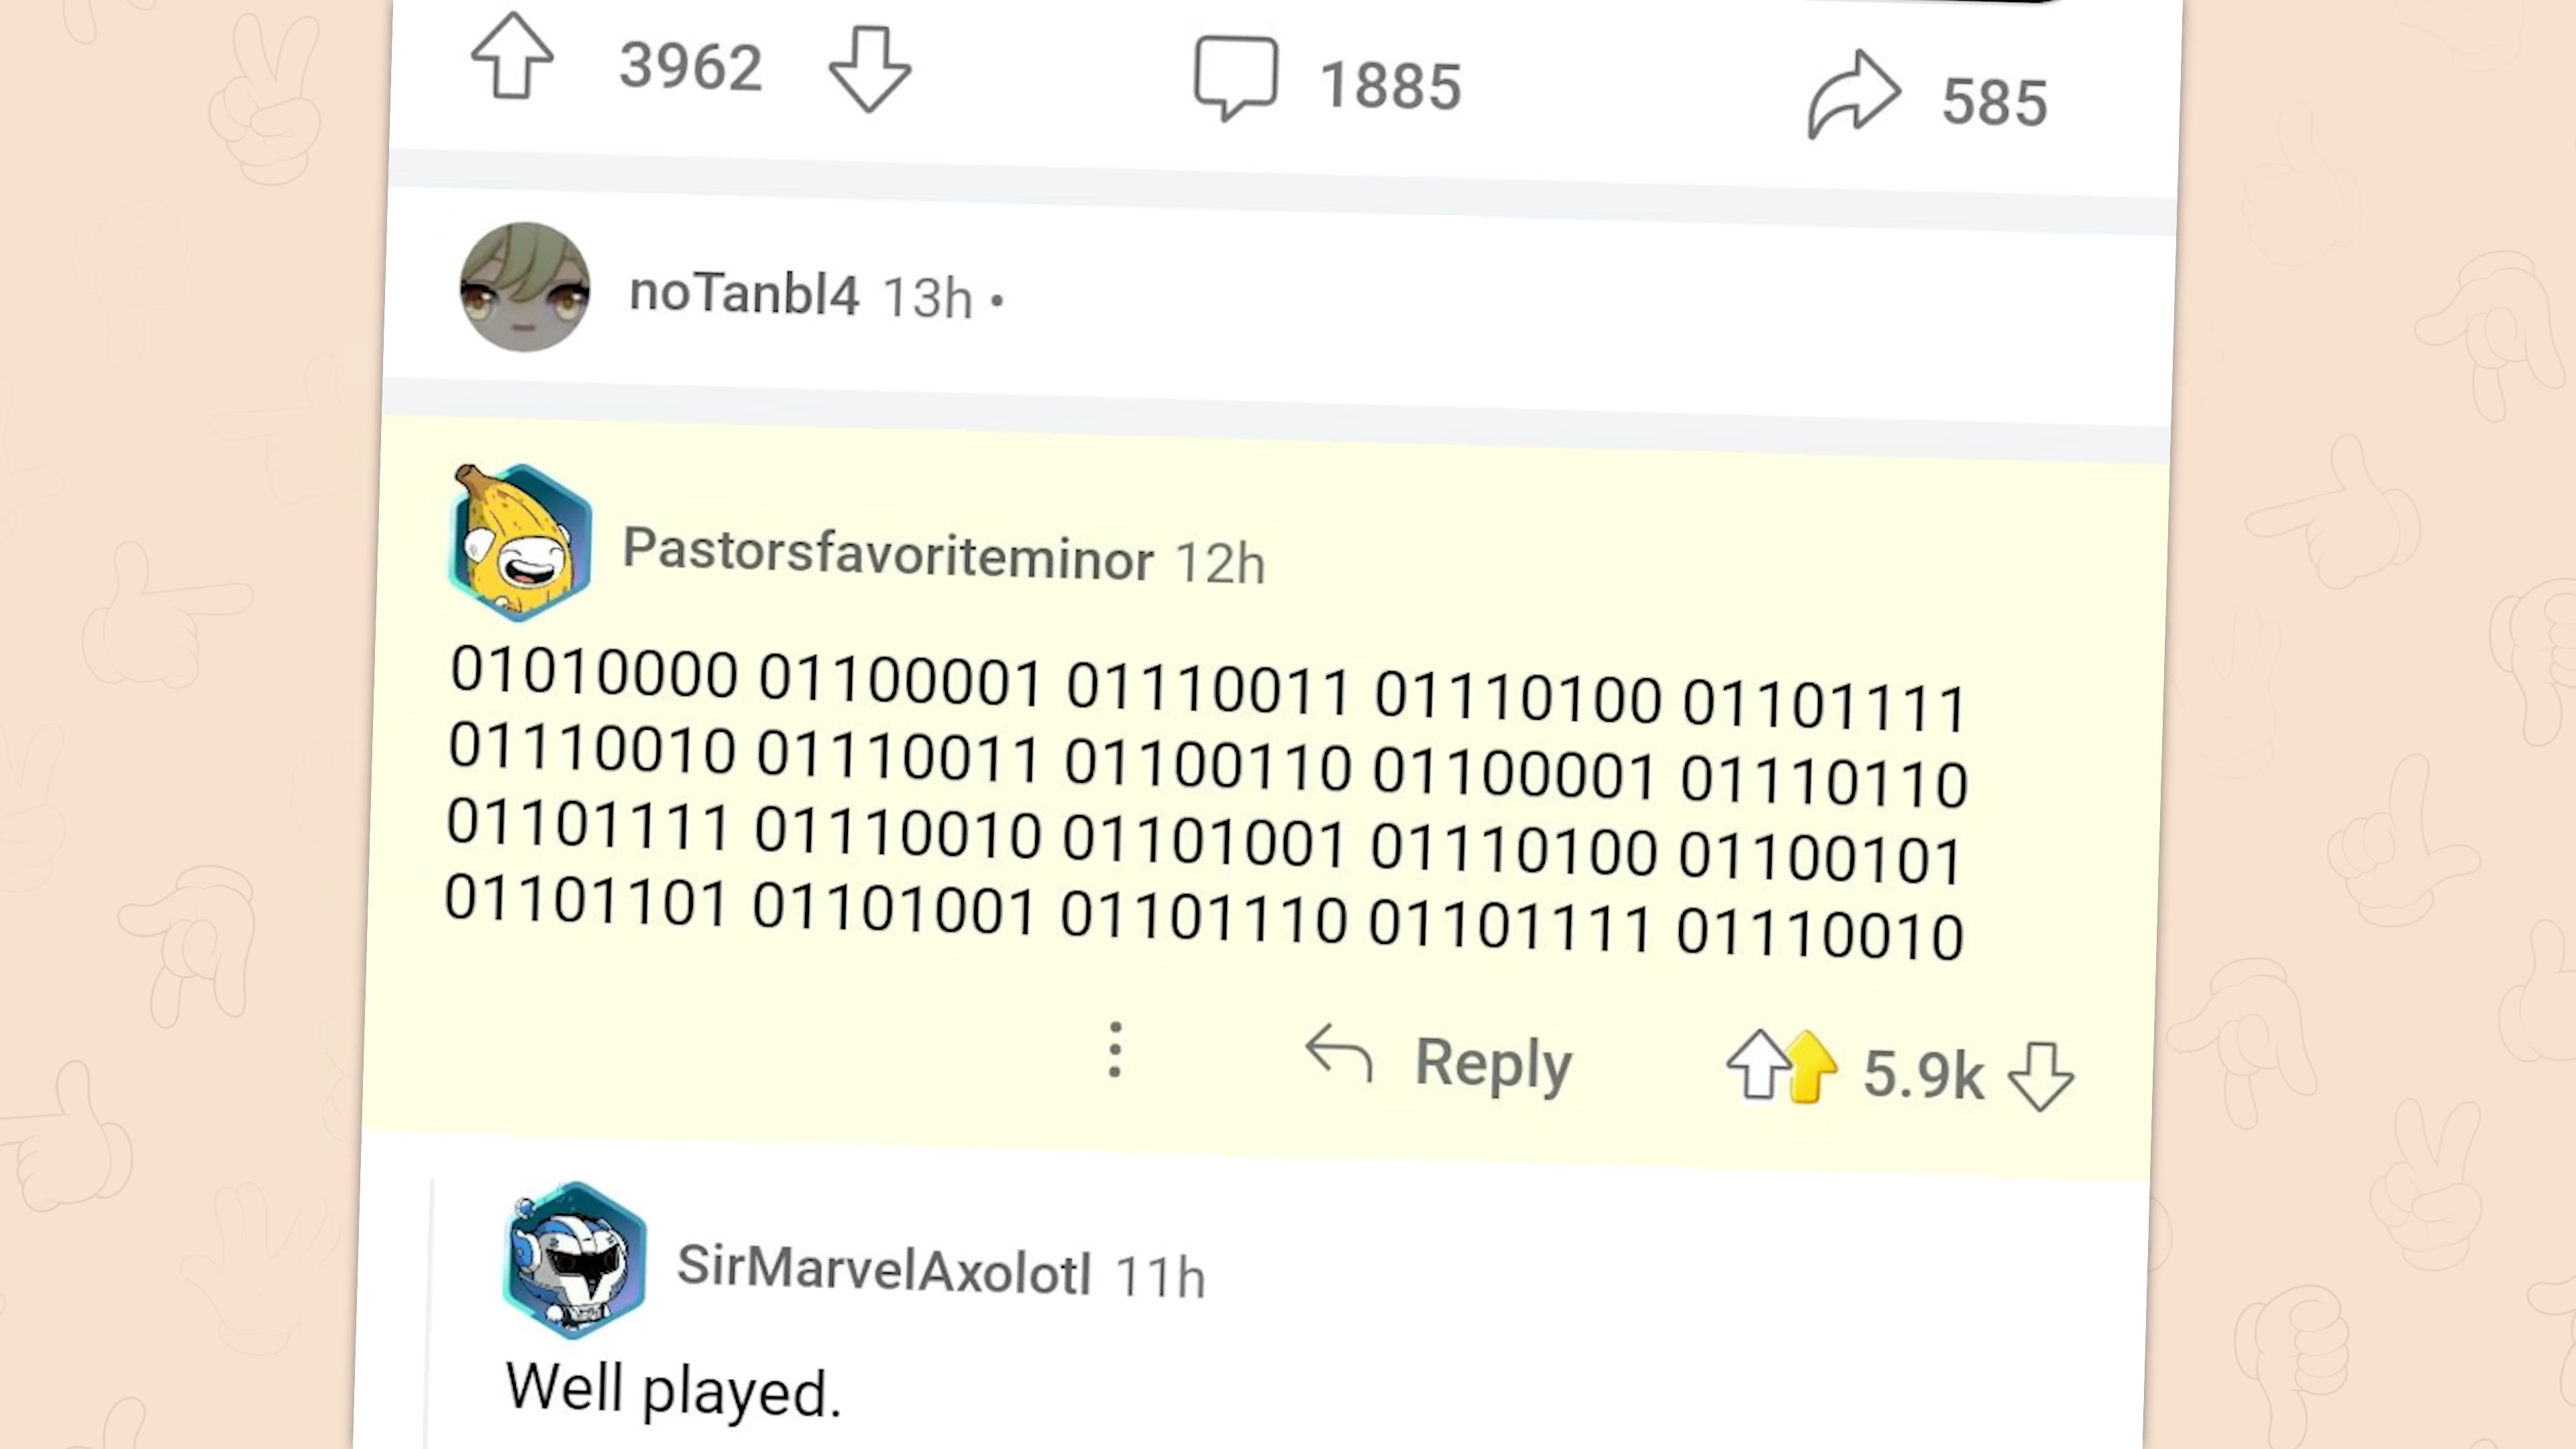 3962 1885 585
noTanbl4 13h •
Pastorsfavoriteminor 12h
01010000 01100001 01110011 01110100 01101111
01110010 01110011 01100110 01100001 01110110
01101111 01110010 01101001 01110100 01100101
01101101 01101001 01101110 01101111 01110010
Reply 5.9k
SirMarvelAxolotl 11h
Well played.